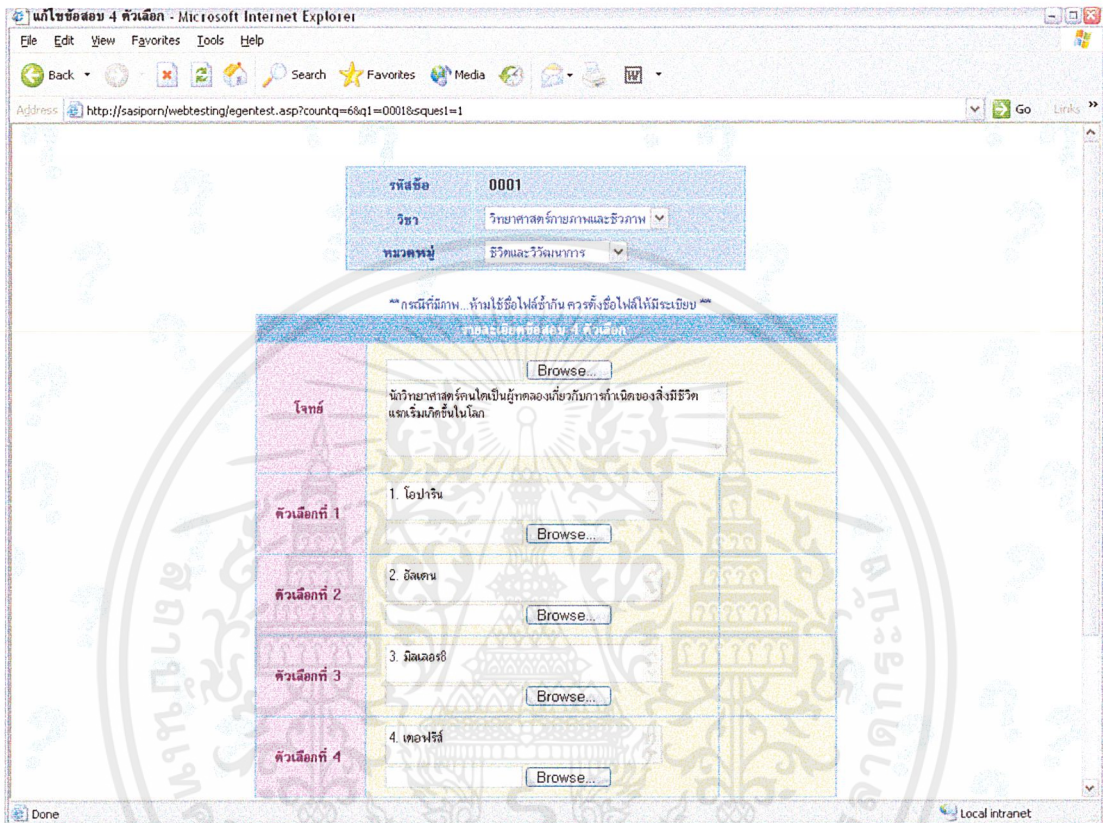 แก้ไขข้อสอบ 4 ตัวเลือก - Microsoft Internet Explorer
File Edit View Favorites Tools Help
Back Search Favorites Media
Address http://sasiporn/webtesting/egentest.asp?countq=6&q1=0001&sques1=1 Go Links »
รหัสข้อ 0001
วิชา วิทยาศาสตร์กายภาพและชีวภาพ
หมวดหมู่ ชีวิตและวิวัฒนาการ
** กรณีที่มีภาพ...ห้ามใช้ชื่อไฟล์ซ้ำกัน ควรตั้งชื่อไฟล์ให้มีระเบียบ **
รายละเอียดข้อสอบ 4 ตัวเลือก
Browse...
โจทย์
นักวิทยาศาสตร์คนใดเป็นผู้ทดลองเกี่ยวกับการกำเนิดของสิ่งมีชีวิต
แรกเริ่มเกิดขึ้นในโลก
ตัวเลือกที่ 1
1. โอปาริน
Browse...
ตัวเลือกที่ 2
2. อัลเดน
Browse...
ตัวเลือกที่ 3
3. มิลเลอร8
Browse...
ตัวเลือกที่ 4
4. เดอฟรีส์
Browse...
Done Local intranet